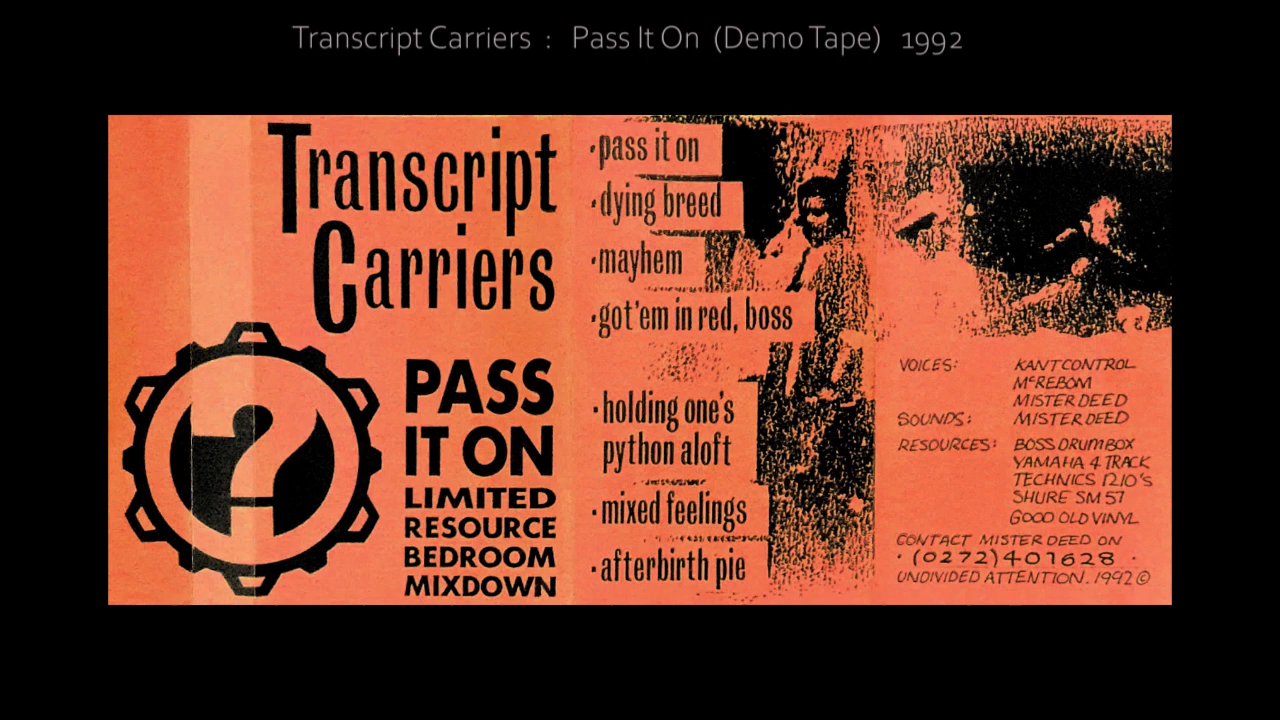 Transcript Carriers : Pass It On (Demo Tape) 1992
Transcript
Carriers
?
PASS
IT ON
LIMITED
RESOURCE
BEDROOM
MIXDOWN
·pass it on
·dying breed
·mayhem
·got'em in red, boss
·holding one's
python aloft
·mixed feelings
·afterbirth pie
VOICES: KANTCONTROL
McREBOM
MISTER DEED
SOUNDS: MISTER DEED
RESOURCES: BOSS DRUMBOX
YAMAHA 4 TRACK
TECHNICS 1210's
SHURE SM 57
GOOD OLD VINYL
CONTACT MISTER DEED ON
· (0272)401628 ·
UNDIVIDED ATTENTION. 1992 ©